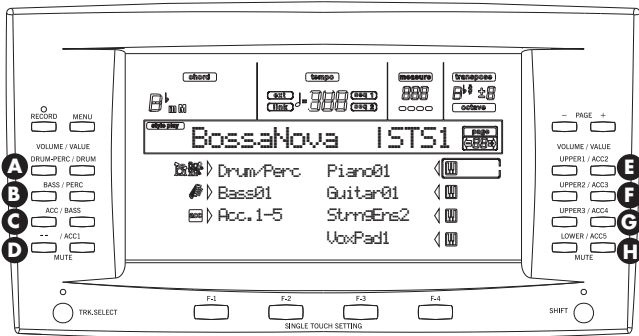 chord tempo measure transpose
ext seq 1
link seq 2
octave
RECORD MENU
- PAGE +
style play
BossaNova |STS1
page
VOLUME / VALUE
VOLUME / VALUE
A DRUM-PERC / DRUM
Drum/Perc Piano01 W
UPPER1 / ACC2 E
B BASS / PERC
Bass01 Guitar01 W
UPPER2 / ACC3 F
C ACC / BASS
ACC Acc.1-5 StrngEns2 W
UPPER3 / ACC4 G
D -- / ACC1
VoxPad1 W
LOWER / ACC5 H
MUTE
MUTE
TRK.SELECT
F-1 F-2 F-3 F-4
SHIFT
SINGLE TOUCH SETTING